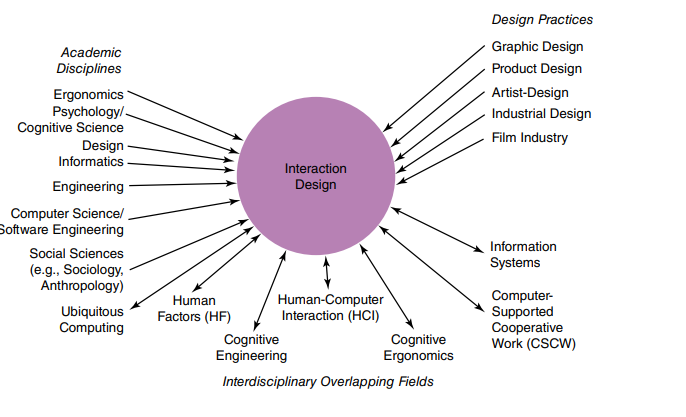 Design Practices
Graphic Design
Product Design
Artist-Design
Industrial Design
Film Industry
Academic
Disciplines
Ergonomics
Psychology/
Cognitive Science
Design
Informatics
Engineering
Computer Science/
Software Engineering
Social Sciences
(e.g., Sociology,
Anthropology)
Ubiquitous
Computing
Interaction
Design
Human
Factors (HF)
Cognitive
Engineering
Human-Computer
Interaction (HCI)
Cognitive
Ergonomics
Information
Systems
Computer-
Supported
Cooperative
Work (CSCW)
Interdisciplinary Overlapping Fields